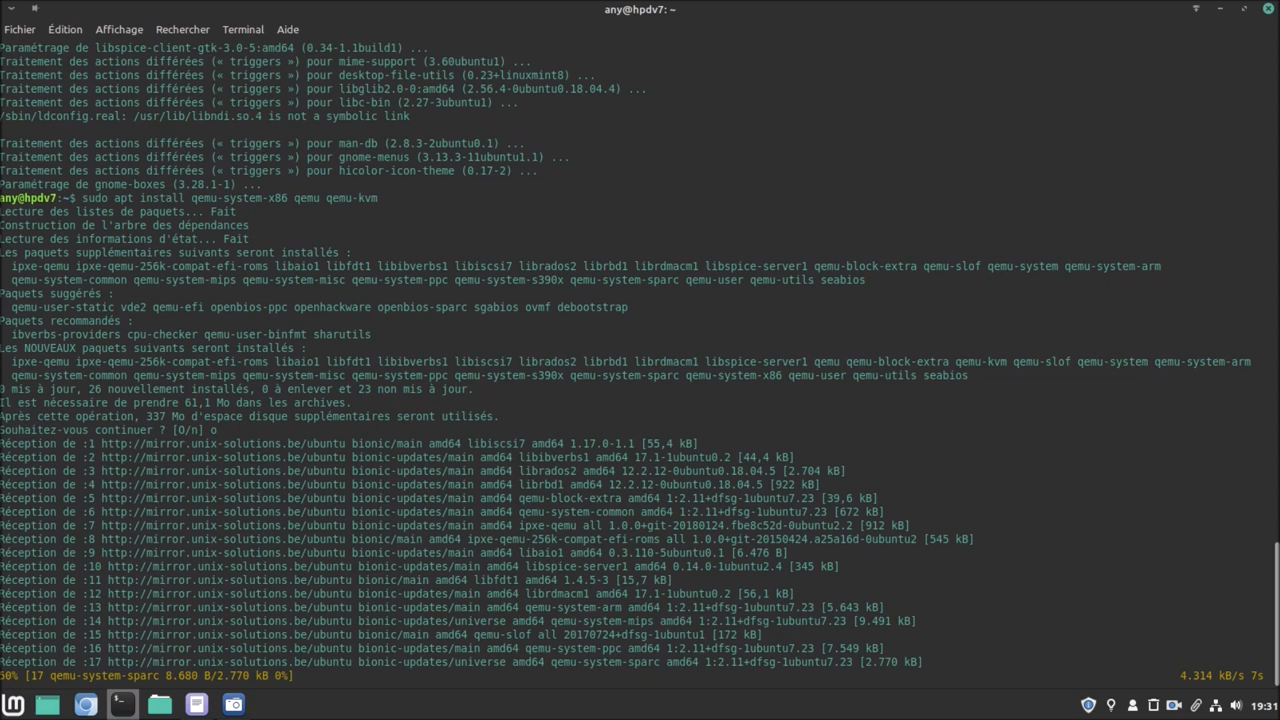 any@hpdv7: ~
Fichier Édition Affichage Rechercher Terminal Aide
Paramétrage de libspice-client-gtk-3.0-5:amd64 (0.34-1.1build1) ...
Traitement des actions différées (« triggers ») pour mime-support (3.60ubuntu1) ...
Traitement des actions différées (« triggers ») pour desktop-file-utils (0.23+linuxmint8) ...
Traitement des actions différées (« triggers ») pour libglib2.0-0:amd64 (2.56.4-0ubuntu0.18.04.4) ...
Traitement des actions différées (« triggers ») pour libc-bin (2.27-3ubuntu1) ...
/sbin/ldconfig.real: /usr/lib/libndi.so.4 is not a symbolic link
Traitement des actions différées (« triggers ») pour man-db (2.8.3-2ubuntu0.1) ...
Traitement des actions différées (« triggers ») pour gnome-menus (3.13.3-11ubuntu1.1) ...
Traitement des actions différées (« triggers ») pour hicolor-icon-theme (0.17-2) ...
Paramétrage de gnome-boxes (3.28.1-1) ...
any@hpdv7:~$ sudo apt install qemu-system-x86 qemu qemu-kvm
Lecture des listes de paquets... Fait
Construction de l'arbre des dépendances
Lecture des informations d'état... Fait
Les paquets supplémentaires suivants seront installés :
ipxe-qemu ipxe-qemu-256k-compat-efi-roms libaio1 libfdt1 libibverbs1 libiscsi7 librados2 librbd1 librdmacm1 libspice-server1 qemu-block-extra qemu-slof qemu-system qemu-system-arm
qemu-system-common qemu-system-mips qemu-system-misc qemu-system-ppc qemu-system-s390x qemu-system-sparc qemu-user qemu-utils seabios
Paquets suggérés :
qemu-user-static vde2 qemu-efi openbios-ppc openhackware openbios-sparc sgabios ovmf debootstrap
Paquets recommandés :
ibverbs-providers cpu-checker qemu-user-binfmt sharutils
Les NOUVEAUX paquets suivants seront installés :
ipxe-qemu ipxe-qemu-256k-compat-efi-roms libaio1 libfdt1 libibverbs1 libiscsi7 librados2 librbd1 librdmacm1 libspice-server1 qemu qemu-block-extra qemu-kvm qemu-slof qemu-system qemu-system-arm
qemu-system-common qemu-system-mips qemu-system-misc qemu-system-ppc qemu-system-s390x qemu-system-sparc qemu-system-x86 qemu-user qemu-utils seabios
0 mis à jour, 26 nouvellement installés, 0 à enlever et 23 non mis à jour.
Il est nécessaire de prendre 61,1 Mo dans les archives.
Après cette opération, 337 Mo d'espace disque supplémentaires seront utilisés.
Souhaitez-vous continuer ? [O/n] o
Réception de :1 http://mirror.unix-solutions.be/ubuntu bionic/main amd64 libiscsi7 amd64 1.17.0-1.1 [55,4 kB]
Réception de :2 http://mirror.unix-solutions.be/ubuntu bionic-updates/main amd64 libibverbs1 amd64 17.1-1ubuntu0.2 [44,4 kB]
Réception de :3 http://mirror.unix-solutions.be/ubuntu bionic-updates/main amd64 librados2 amd64 12.2.12-0ubuntu0.18.04.5 [2.704 kB]
Réception de :4 http://mirror.unix-solutions.be/ubuntu bionic-updates/main amd64 librbd1 amd64 12.2.12-0ubuntu0.18.04.5 [922 kB]
Réception de :5 http://mirror.unix-solutions.be/ubuntu bionic-updates/main amd64 qemu-block-extra amd64 1:2.11+dfsg-1ubuntu7.23 [39,6 kB]
Réception de :6 http://mirror.unix-solutions.be/ubuntu bionic-updates/main amd64 qemu-system-common amd64 1:2.11+dfsg-1ubuntu7.23 [672 kB]
Réception de :7 http://mirror.unix-solutions.be/ubuntu bionic-updates/main amd64 ipxe-qemu all 1.0.0+git-20180124.fbe8c52d-0ubuntu2.2 [912 kB]
Réception de :8 http://mirror.unix-solutions.be/ubuntu bionic/main amd64 ipxe-qemu-256k-compat-efi-roms all 1.0.0+git-20150424.a25a16d-0ubuntu2 [545 kB]
Réception de :9 http://mirror.unix-solutions.be/ubuntu bionic-updates/main amd64 libaio1 amd64 0.3.110-5ubuntu0.1 [6.476 B]
Réception de :10 http://mirror.unix-solutions.be/ubuntu bionic-updates/main amd64 libspice-server1 amd64 0.14.0-1ubuntu2.4 [345 kB]
Réception de :11 http://mirror.unix-solutions.be/ubuntu bionic/main amd64 libfdt1 amd64 1.4.5-3 [15,7 kB]
Réception de :12 http://mirror.unix-solutions.be/ubuntu bionic-updates/main amd64 librdmacm1 amd64 17.1-1ubuntu0.2 [56,1 kB]
Réception de :13 http://mirror.unix-solutions.be/ubuntu bionic-updates/main amd64 qemu-system-arm amd64 1:2.11+dfsg-1ubuntu7.23 [5.643 kB]
Réception de :14 http://mirror.unix-solutions.be/ubuntu bionic-updates/universe amd64 qemu-system-mips amd64 1:2.11+dfsg-1ubuntu7.23 [9.491 kB]
Réception de :15 http://mirror.unix-solutions.be/ubuntu bionic/main amd64 qemu-slof all 20170724+dfsg-1ubuntu1 [172 kB]
Réception de :16 http://mirror.unix-solutions.be/ubuntu bionic-updates/main amd64 qemu-system-ppc amd64 1:2.11+dfsg-1ubuntu7.23 [7.549 kB]
Réception de :17 http://mirror.unix-solutions.be/ubuntu bionic-updates/universe amd64 qemu-system-sparc amd64 1:2.11+dfsg-1ubuntu7.23 [2.770 kB]
50% [17 qemu-system-sparc 8.680 B/2.770 kB 0%] 4.314 kB/s 7s
19:31